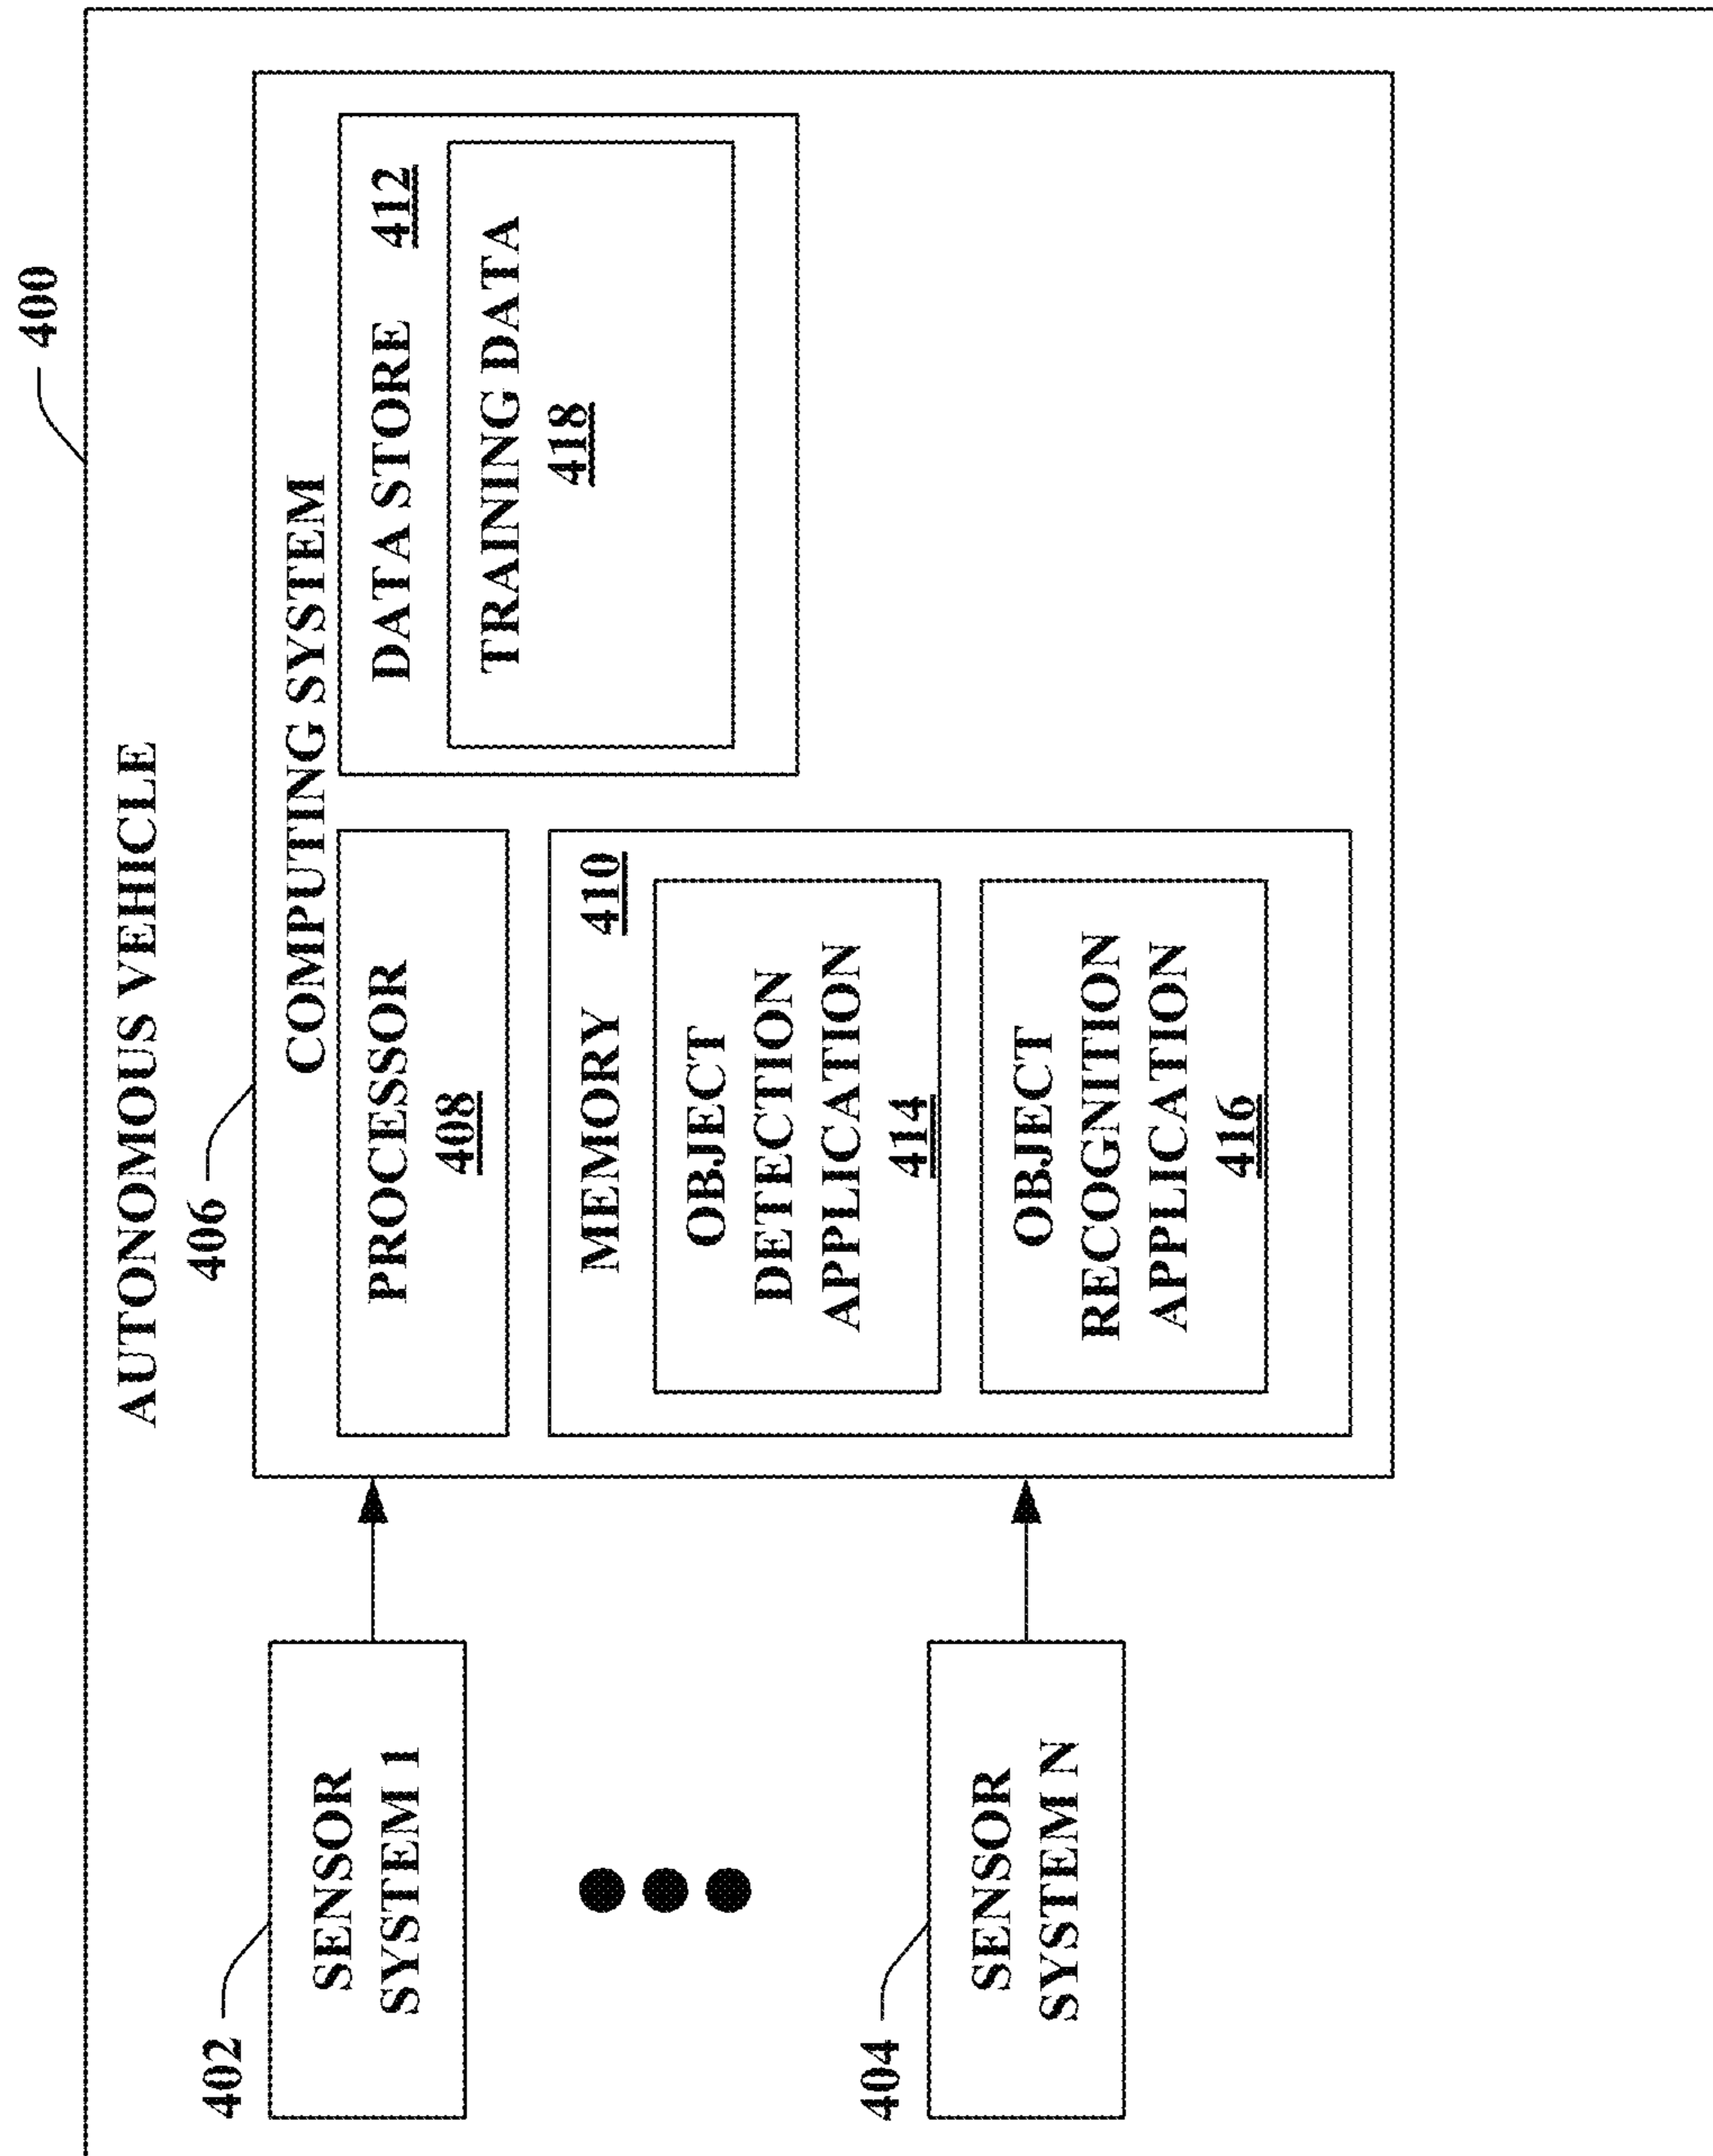 400
AUTONOMOUS VEHICLE
406
COMPUTING SYSTEM
402
SENSOR
SYSTEM 1
404
SENSOR
SYSTEM N
PROCESSOR
408
MEMORY 410
OBJECT
DETECTION
APPLICATION
414
OBJECT
RECOGNITION
APPLICATION
416
DATA STORE 412
TRAINING DATA
418